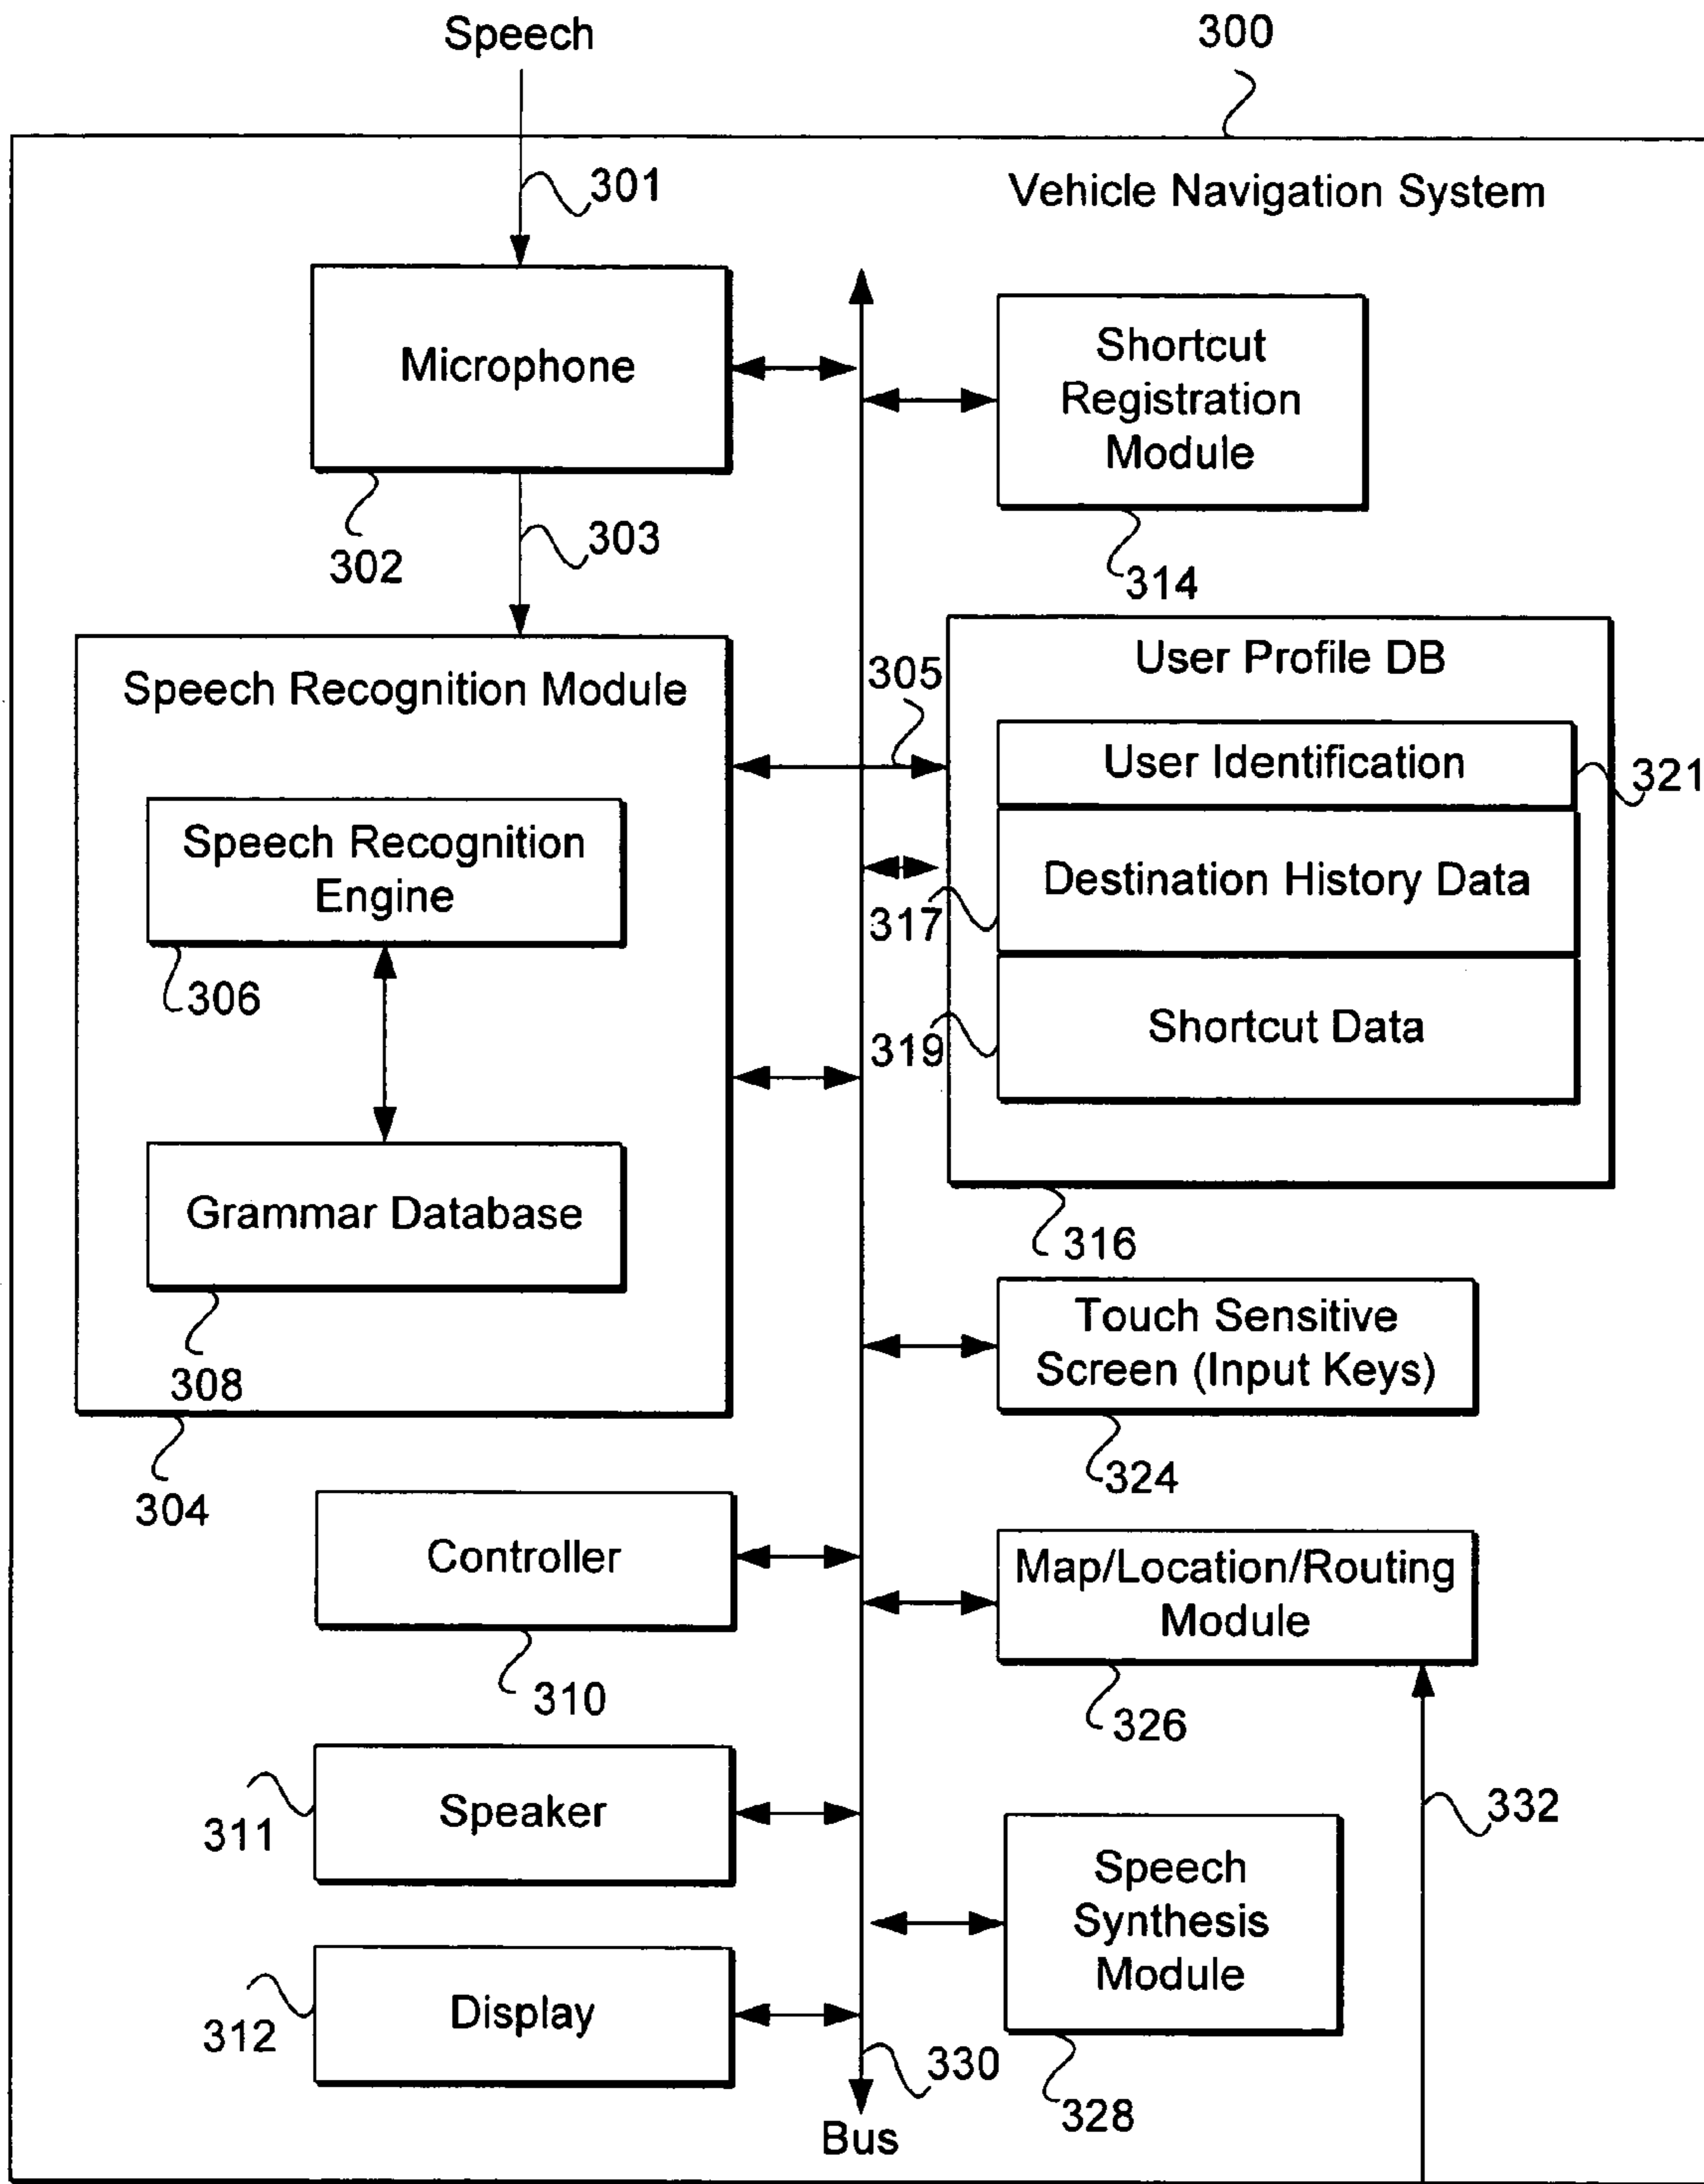 Speech
300
301
Vehicle Navigation System
Microphone
Shortcut
Registration
Module
302
303
314
Speech Recognition Module
305
User Profile DB
User Identification
321
Speech Recognition
Engine
306
Destination History Data
317
319
Shortcut Data
Grammar Database
308
304
316
Touch Sensitive
Screen (Input Keys)
324
Controller
310
Map/Location/Routing
Module
326
Speaker
311
332
Speech
Synthesis
Module
Display
312
330
328
Bus